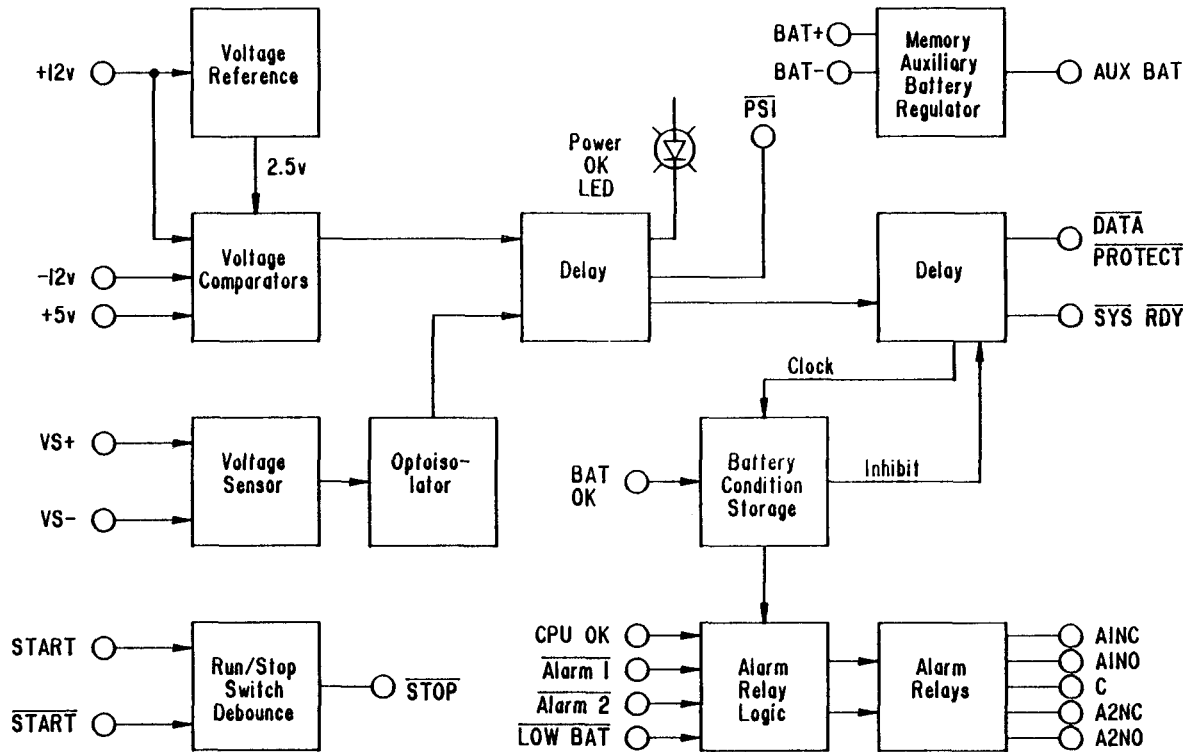 +12v
Voltage
Reference
BAT+
BAT-
Memory
Auxiliary
Battery
Regulator
AUX BAT
2.5v
Power
OK
LED
PSI
-12v
+5v
Voltage
Comparators
Delay
Delay
DATA
PROTECT
SYS RDY
Clock
VS+
VS-
Voltage
Sensor
Optoiso-
lator
BAT
OK
Battery
Condition
Storage
Inhibit
START
START
Run/Stop
Switch
Debounce
STOP
CPU OK
Alarm 1
Alarm 2
LOW BAT
Alarm
Relay
Logic
Alarm
Relays
A1NC
A1NO
C
A2NC
A2NO